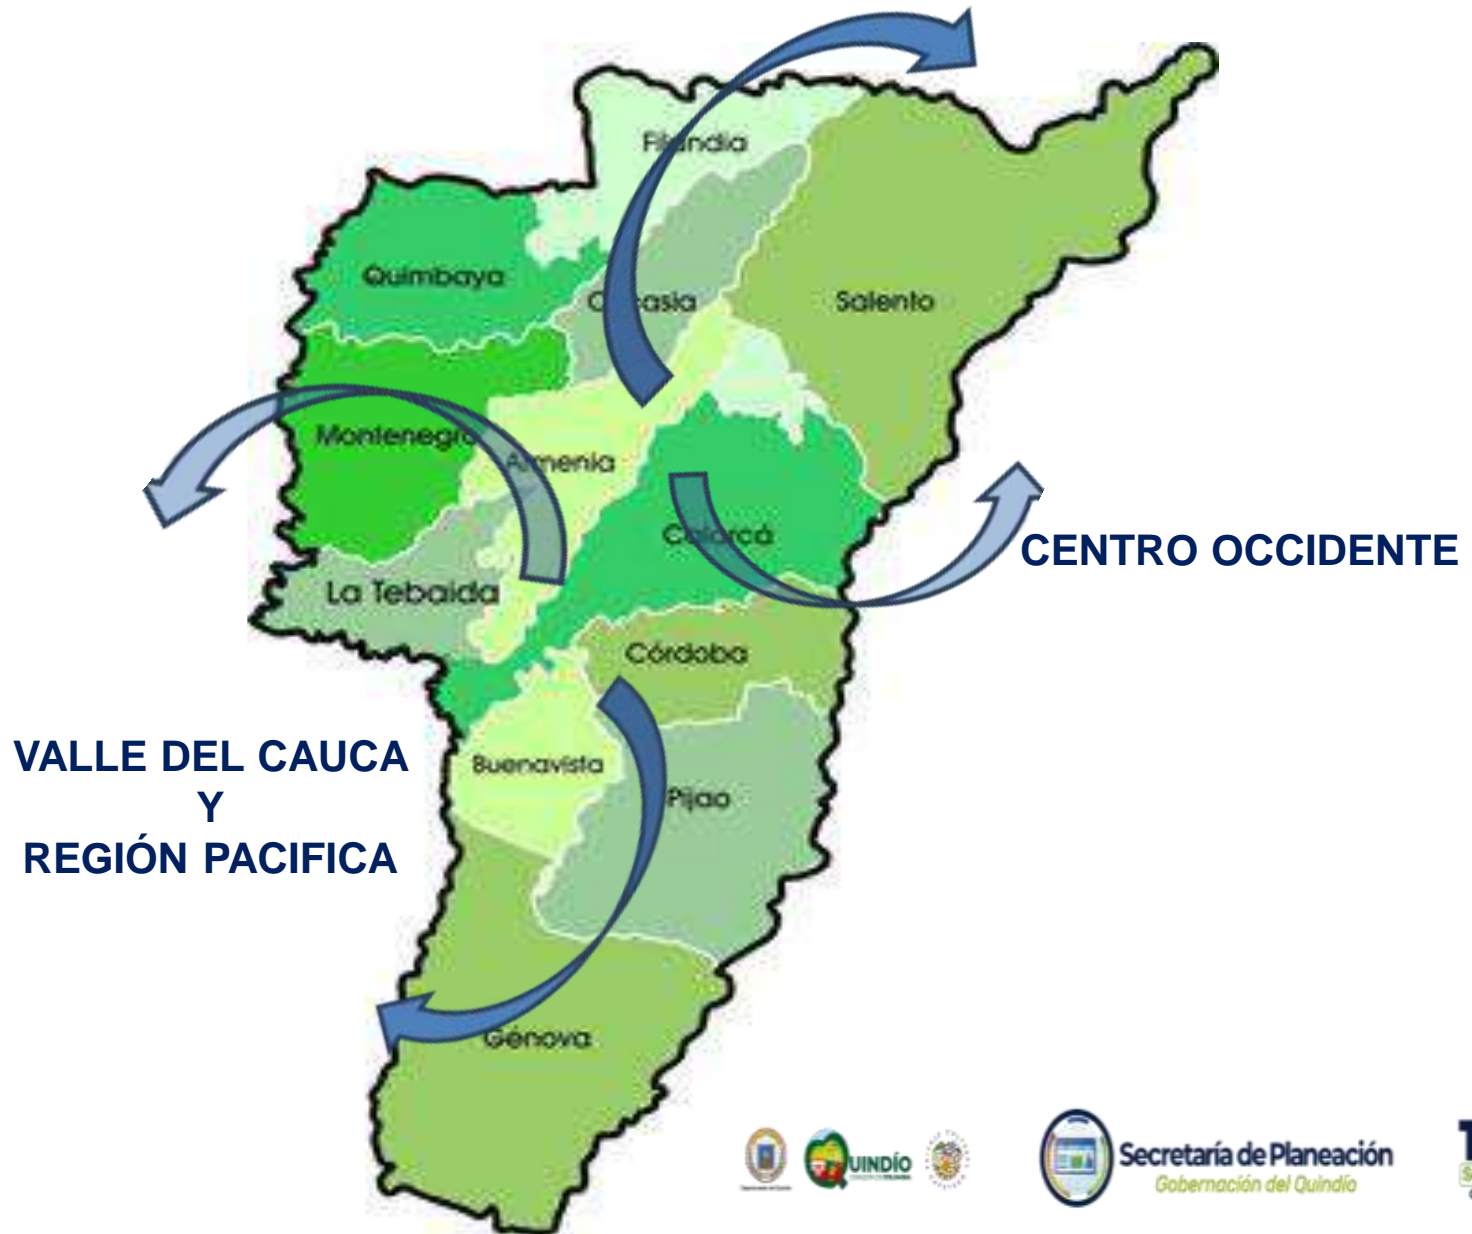 Filandia
Quimbaya
Circasia
Salento
Montenegro
Armenia
Calarcá
CENTRO OCCIDENTE
La Tebaida
Córdoba
VALLE DEL CAUCA
Y
REGIÓN PACIFICA
Buenavista
Pijao
Génova
QUINDÍO
Secretaría de Planeación
Gobernación del Quindío